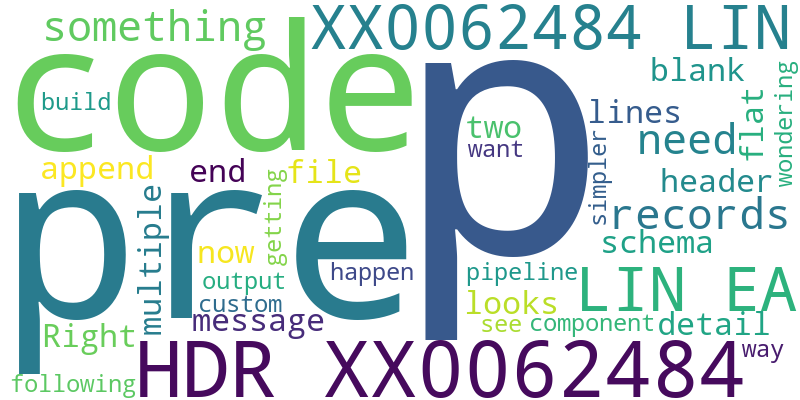 something XX0062484 LIN
code p blank wondering
build two lines flat
want need
append end file simpler header
prep multiple getting records
now schema
output happen pipeline LIN EA
custom looks
Right message see component detail
HDR XX0062484 way
following